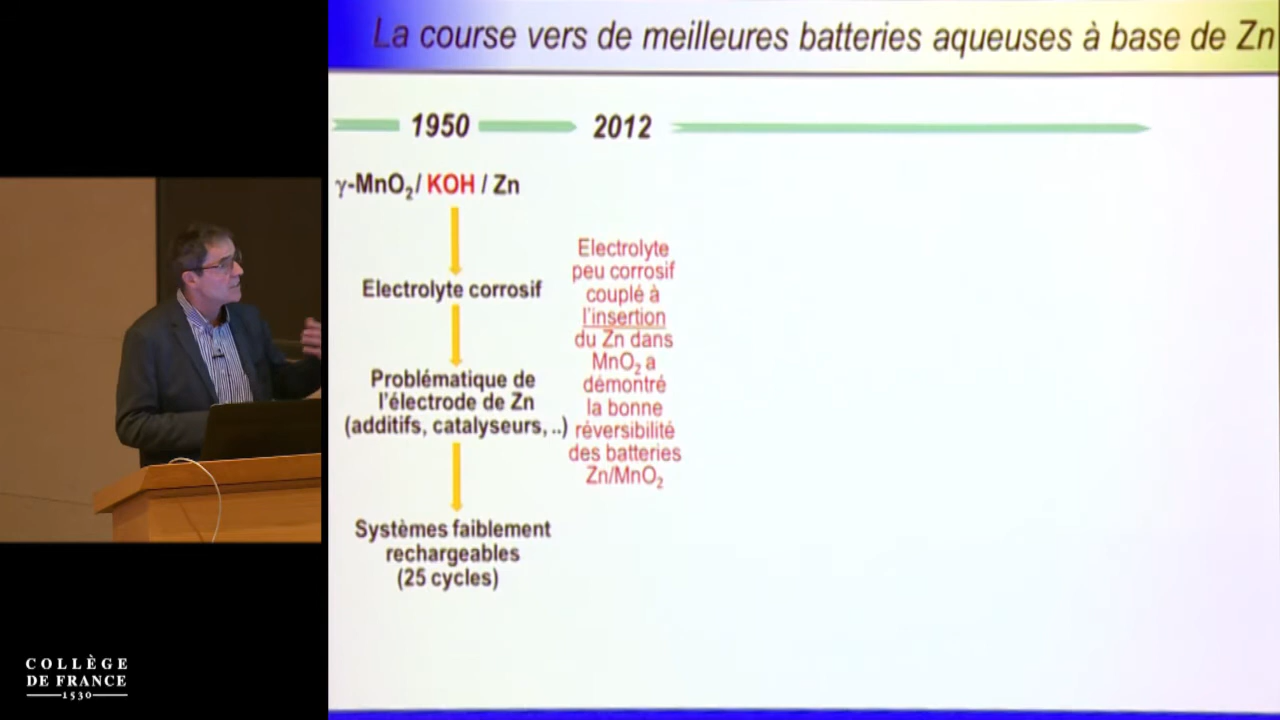 La course vers de meilleures batteries aqueuses à base de Zn
1950
2012
γ-MnO₂/ KOH / Zn
Electrolyte corrosif
Problématique de
l'électrode de Zn
(additifs, catalyseurs, ..)
Systèmes faiblement
rechargeables
(25 cycles)
Electrolyte
peu corrosif
couplé à
l'insertion
du Zn dans
MnO₂ a
démontré
la bonne
réversibilité
des batteries
Zn/MnO₂
COLLÈGE
DE FRANCE
1530